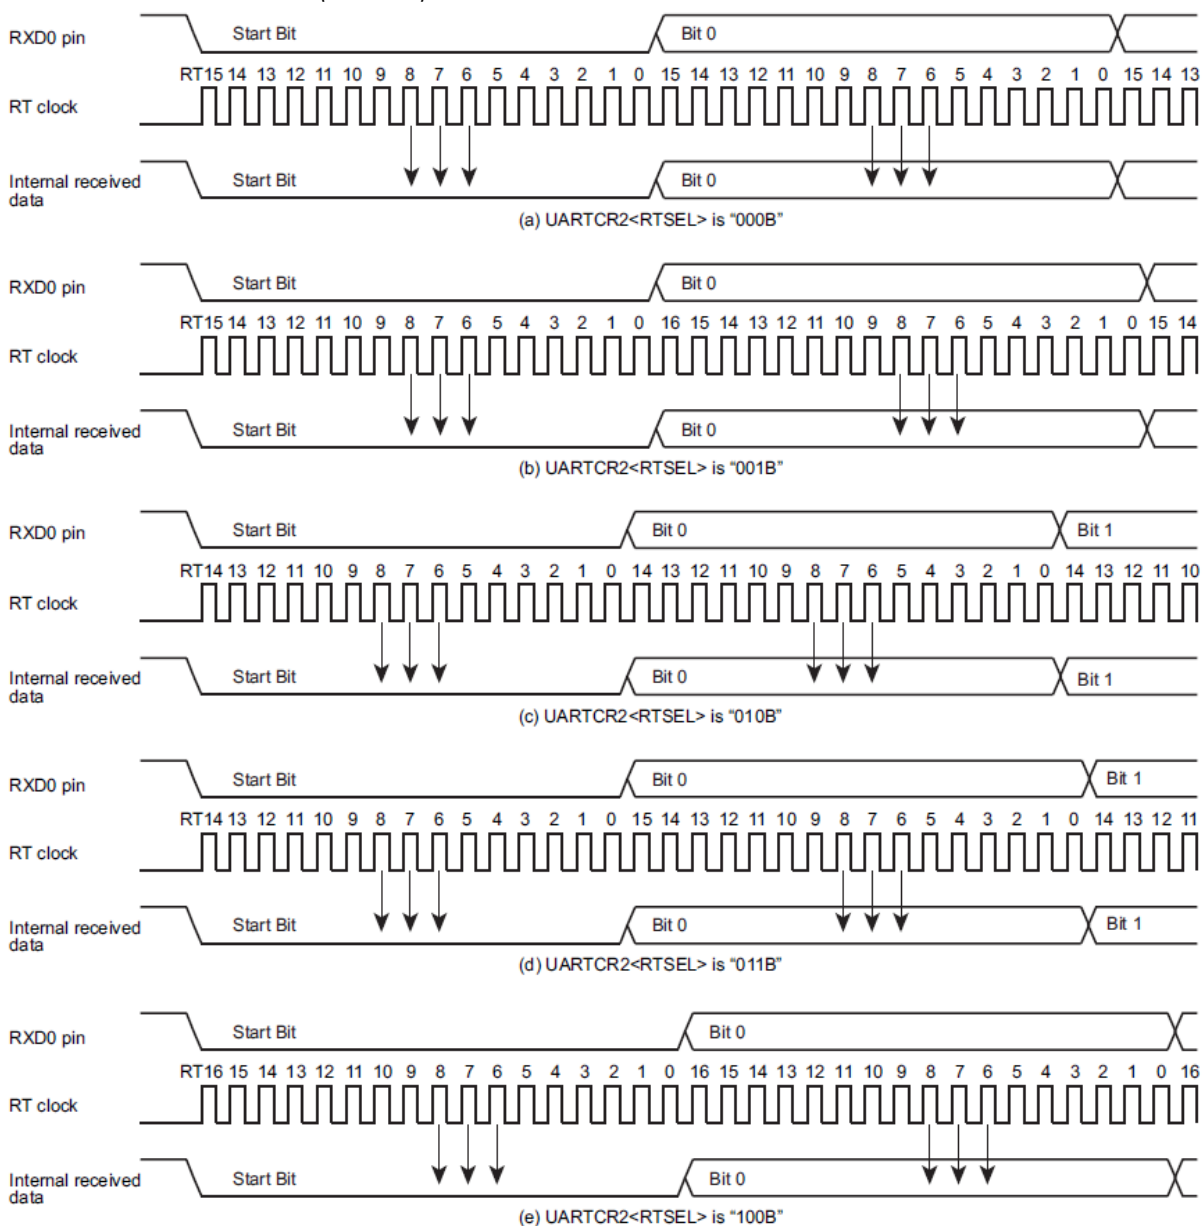 RXD0 pin Start Bit Bit 0
RT15 14 13 12 11 10 9 8 7 6 5 4 3 2 1 0 15 14 13 12 11 10 9 8 7 6 5 4 3 2 1 0 15 14 13
RT clock
Internal received data Start Bit Bit 0
(a) UARTCR2<RTSEL> is “000B”
RXD0 pin Start Bit Bit 0
RT15 14 13 12 11 10 9 8 7 6 5 4 3 2 1 0 16 15 14 13 12 11 10 9 8 7 6 5 4 3 2 1 0 15 14
RT clock
Internal received data Start Bit Bit 0
(b) UARTCR2<RTSEL> is “001B”
RXD0 pin Start Bit Bit 0 Bit 1
RT14 13 12 11 10 9 8 7 6 5 4 3 2 1 0 14 13 12 11 10 9 8 7 6 5 4 3 2 1 0 14 13 12 11 10
RT clock
Internal received data Start Bit Bit 0 Bit 1
(c) UARTCR2<RTSEL> is “010B”
RXD0 pin Start Bit Bit 0 Bit 1
RT14 13 12 11 10 9 8 7 6 5 4 3 2 1 0 15 14 13 12 11 10 9 8 7 6 5 4 3 2 1 0 14 13 12 11
RT clock
Internal received data Start Bit Bit 0 Bit 1
(d) UARTCR2<RTSEL> is “011B”
RXD0 pin Start Bit Bit 0
RT16 15 14 13 12 11 10 9 8 7 6 5 4 3 2 1 0 16 15 14 13 12 11 10 9 8 7 6 5 4 3 2 1 0 16
RT clock
Internal received data Start Bit Bit 0
(e) UARTCR2<RTSEL> is “100B”